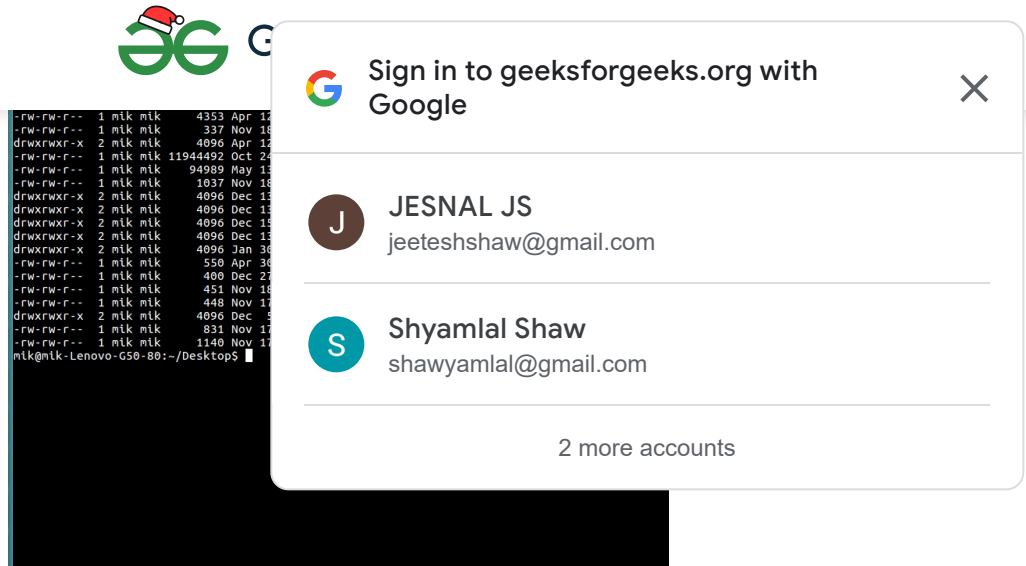 G
Sign in to geeksforgeeks.org with
Google
JESNAL JS
jeeteshshaw@gmail.com
Shyamlal Shaw
shawyamlal@gmail.com
2 more accounts
-rw-rw-r-- 1 mik mik 4353 Apr 12
-rw-rw-r-- 1 mik mik 337 Nov 18
drwxrwxr-x 2 mik mik 4096 Apr 12
-rw-rw-r-- 1 mik mik 11944492 Oct 24
-rw-rw-r-- 1 mik mik 94989 May 13
-rw-rw-r-- 1 mik mik 1037 Nov 18
drwxrwxr-x 2 mik mik 4096 Dec 13
drwxrwxr-x 2 mik mik 4096 Dec 13
drwxrwxr-x 2 mik mik 4096 Dec 15
drwxrwxr-x 2 mik mik 4096 Dec 13
drwxrwxr-x 2 mik mik 4096 Jan 30
-rw-rw-r-- 1 mik mik 550 Apr 30
-rw-rw-r-- 1 mik mik 400 Dec 27
-rw-rw-r-- 1 mik mik 451 Nov 18
-rw-rw-r-- 1 mik mik 448 Nov 17
drwxrwxr-x 2 mik mik 4096 Dec 5
-rw-rw-r-- 1 mik mik 831 Nov 17
-rw-rw-r-- 1 mik mik 1140 Nov 17
mik@mik-Lenovo-G50-80:~/Desktop$
J
S